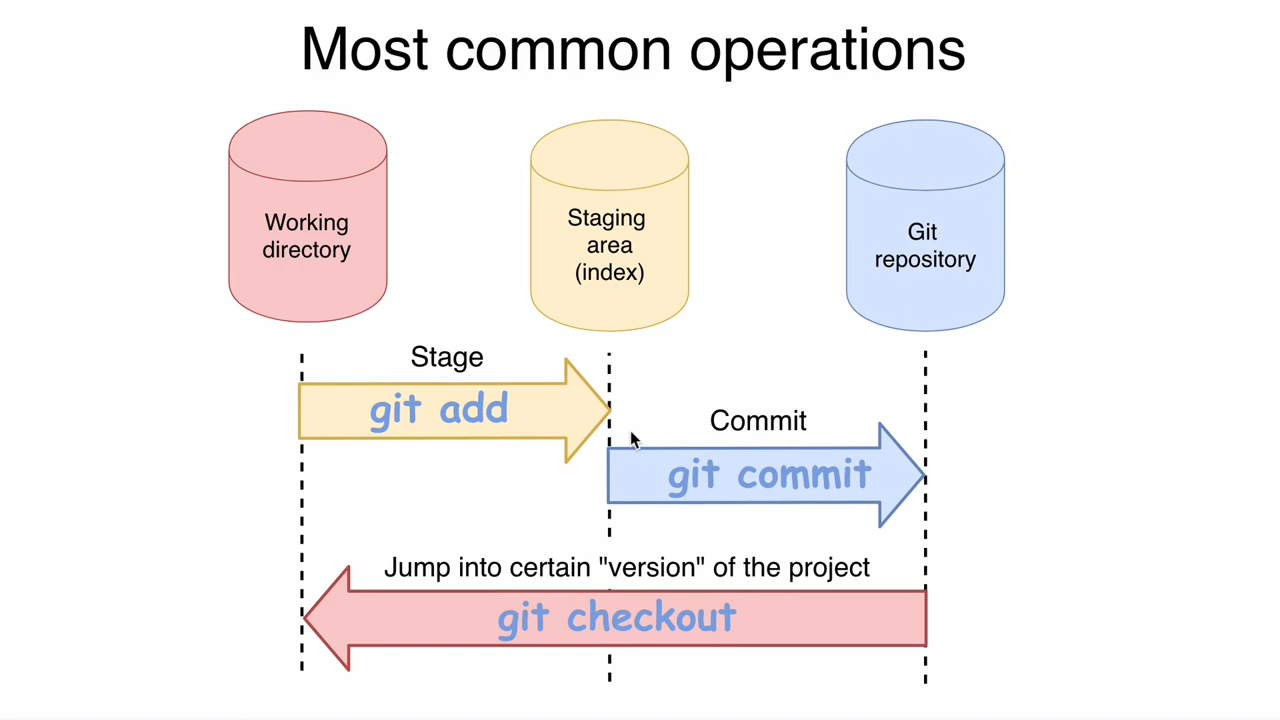 Most common operations
Working
directory
Staging
area
(index)
Git
repository
Stage
git add
Commit
git commit
Jump into certain "version" of the project
git checkout